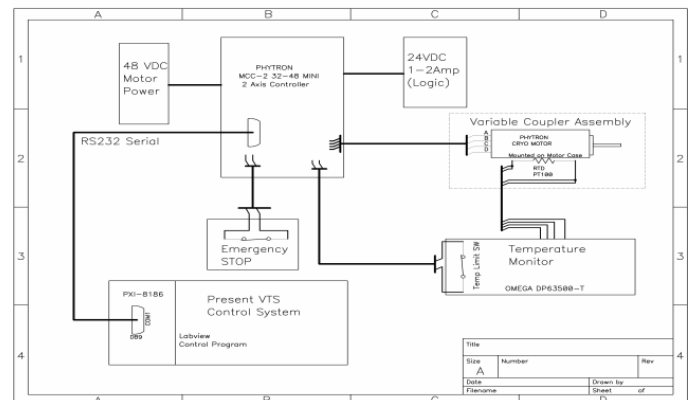 A B C D
1 1
48 VDC
Motor
Power
PHYTRON
MCC-2 32-48 MINI
2 Axis Controller
24VDC
1-2Amp
(Logic)
RS232 Serial
Variable Coupler Assembly
A
B
C
D
PHYTRON
CRYO MOTOR
Mounted on Motor Case
RTD
PT100
2 2
Emergency
STOP
Temp Limit SW
Temperature
Monitor
OMEGA DP63500-T
3 3
PXI-8186
COM1
DB9
Present VTS
Control System
Labview
Control Program
4 4
Title
Size
A
Number
Rev
Date
Drawn by
Filename
Sheet of
A B C D